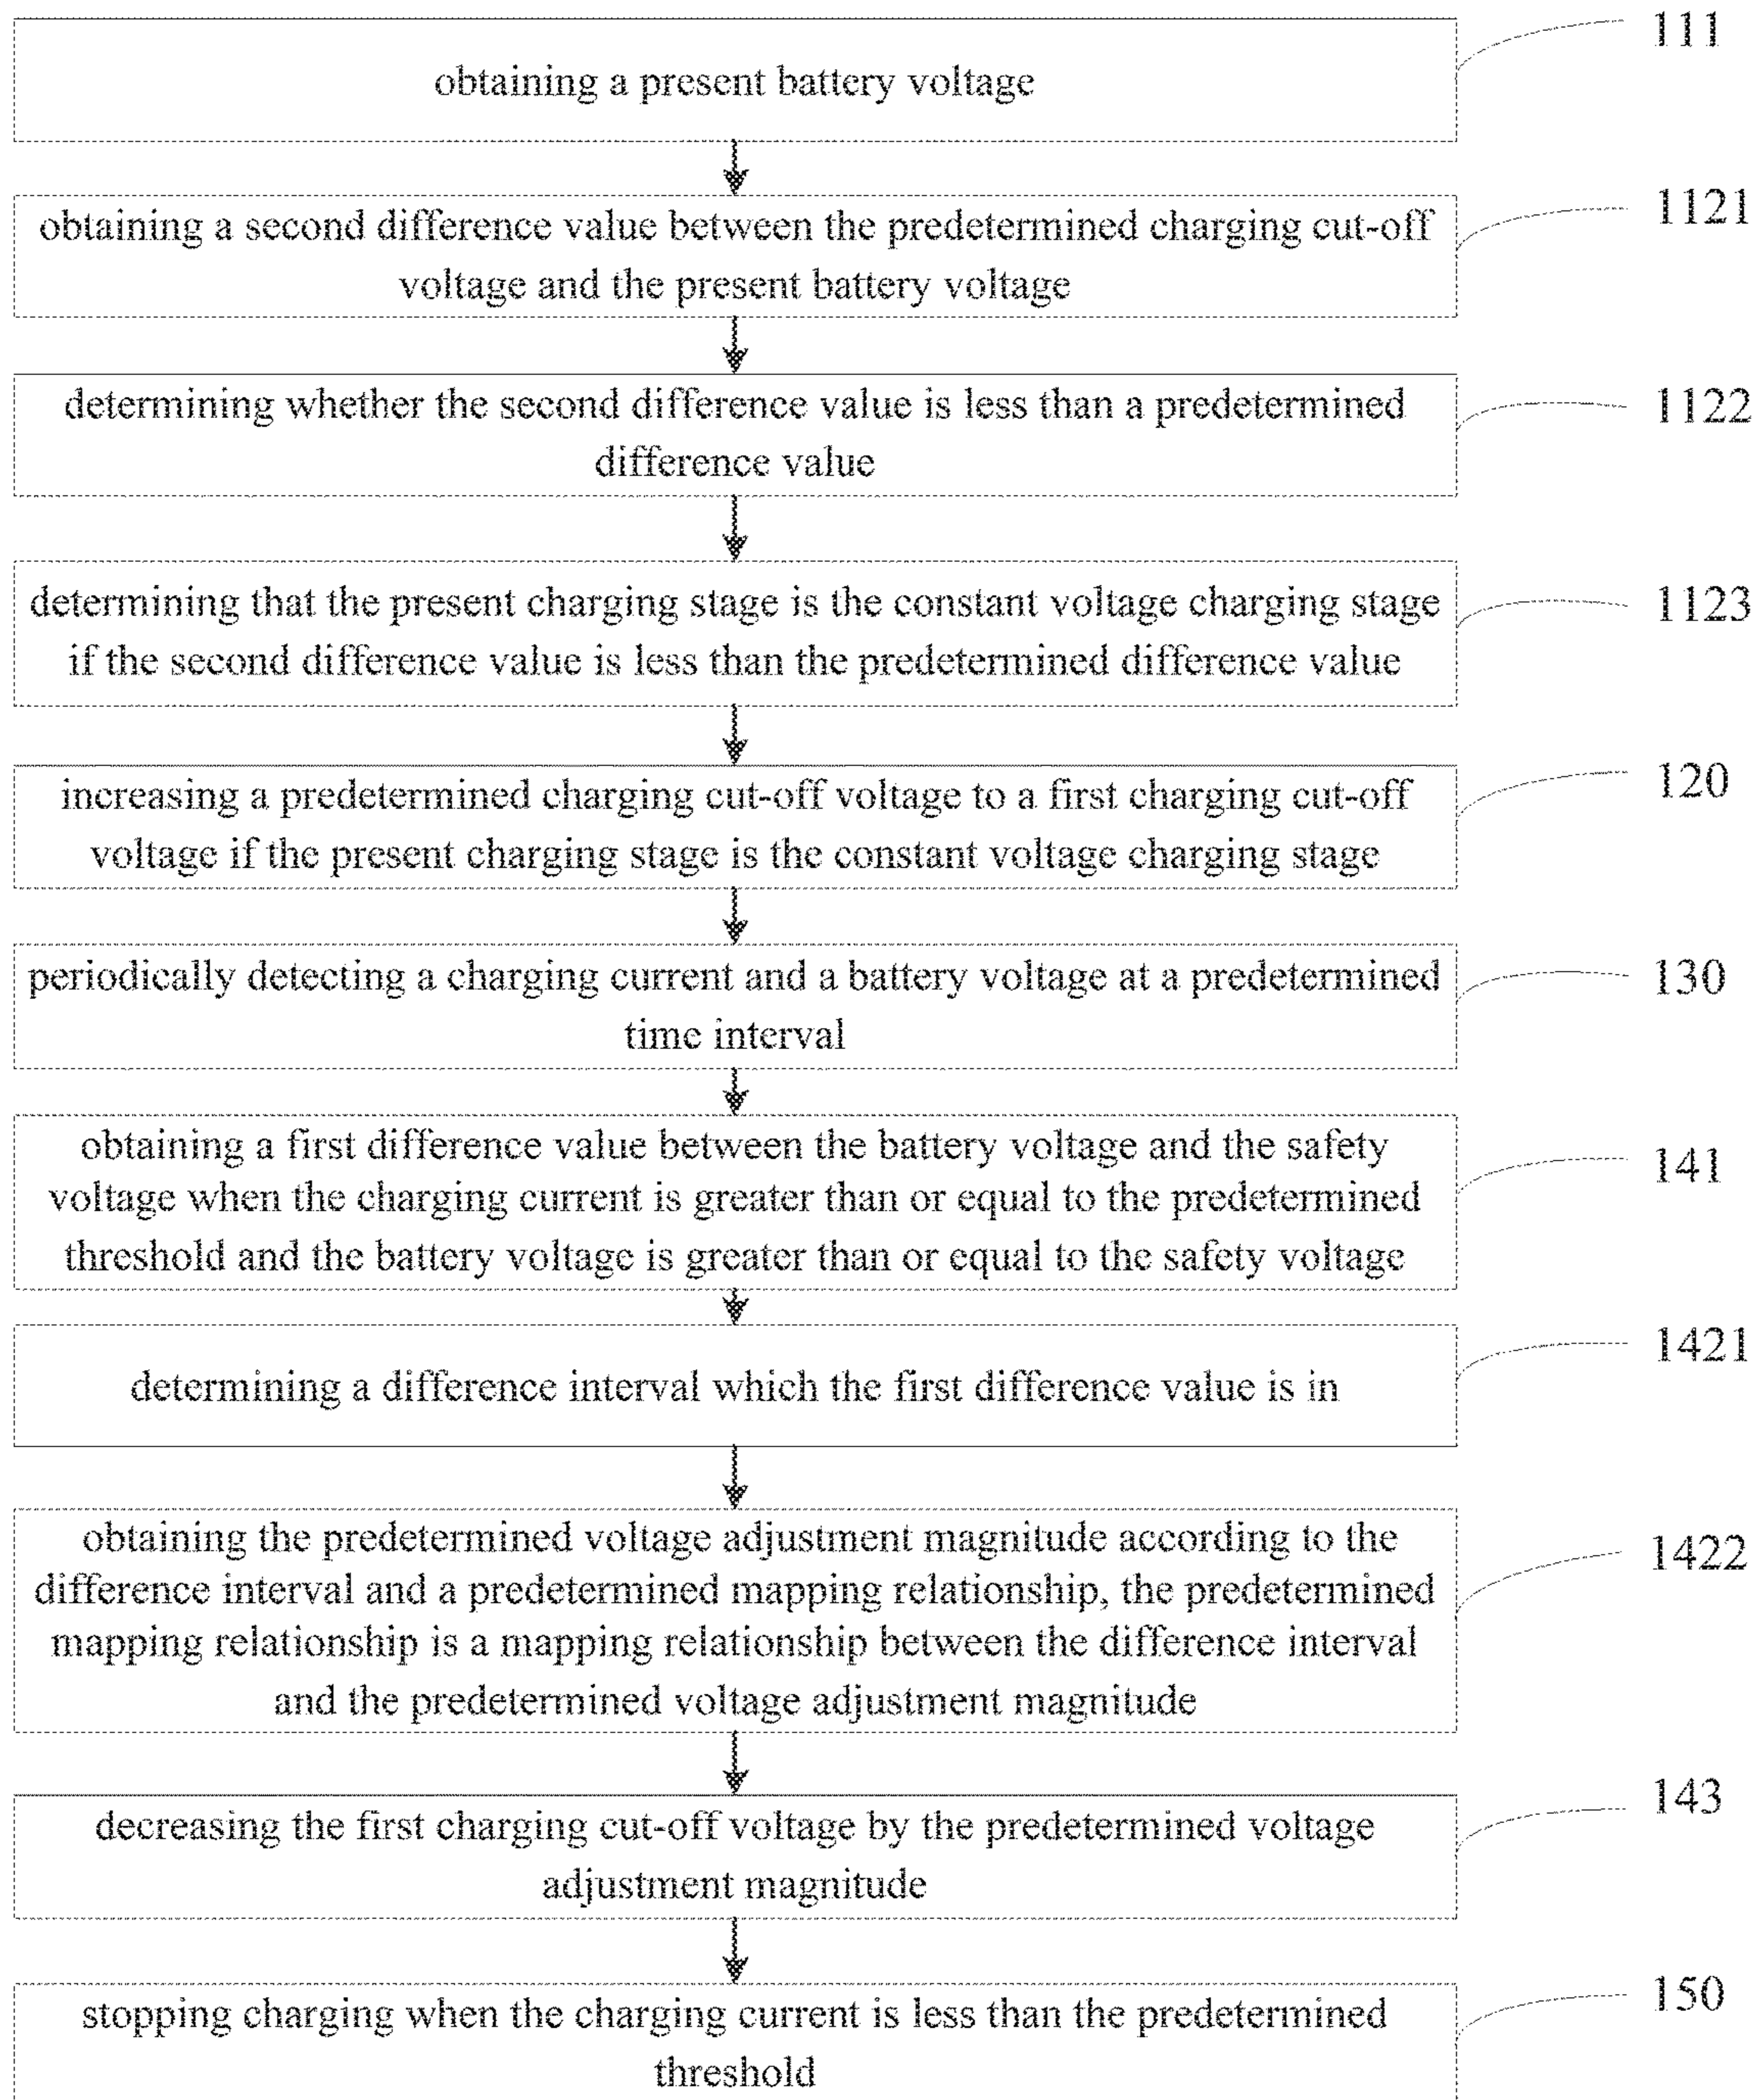 111
obtaining a present battery voltage
1121
obtaining a second difference value between the predetermined charging cut-off
voltage and the present battery voltage
1122
determining whether the second difference value is less than a predetermined
difference value
1123
determining that the present charging stage is the constant voltage charging stage
if the second difference value is less than the predetermined difference value
120
increasing a predetermined charging cut-off voltage to a first charging cut-off
voltage if the present charging stage is the constant voltage charging stage
130
periodically detecting a charging current and a battery voltage at a predetermined
time interval
141
obtaining a first difference value between the battery voltage and the safety
voltage when the charging current is greater than or equal to the predetermined
threshold and the battery voltage is greater than or equal to the safety voltage
1421
determining a difference interval which the first difference value is in
1422
obtaining the predetermined voltage adjustment magnitude according to the
difference interval and a predetermined mapping relationship, the predetermined
mapping relationship is a mapping relationship between the difference interval
and the predetermined voltage adjustment magnitude
143
decreasing the first charging cut-off voltage by the predetermined voltage
adjustment magnitude
150
stopping charging when the charging current is less than the predetermined
threshold